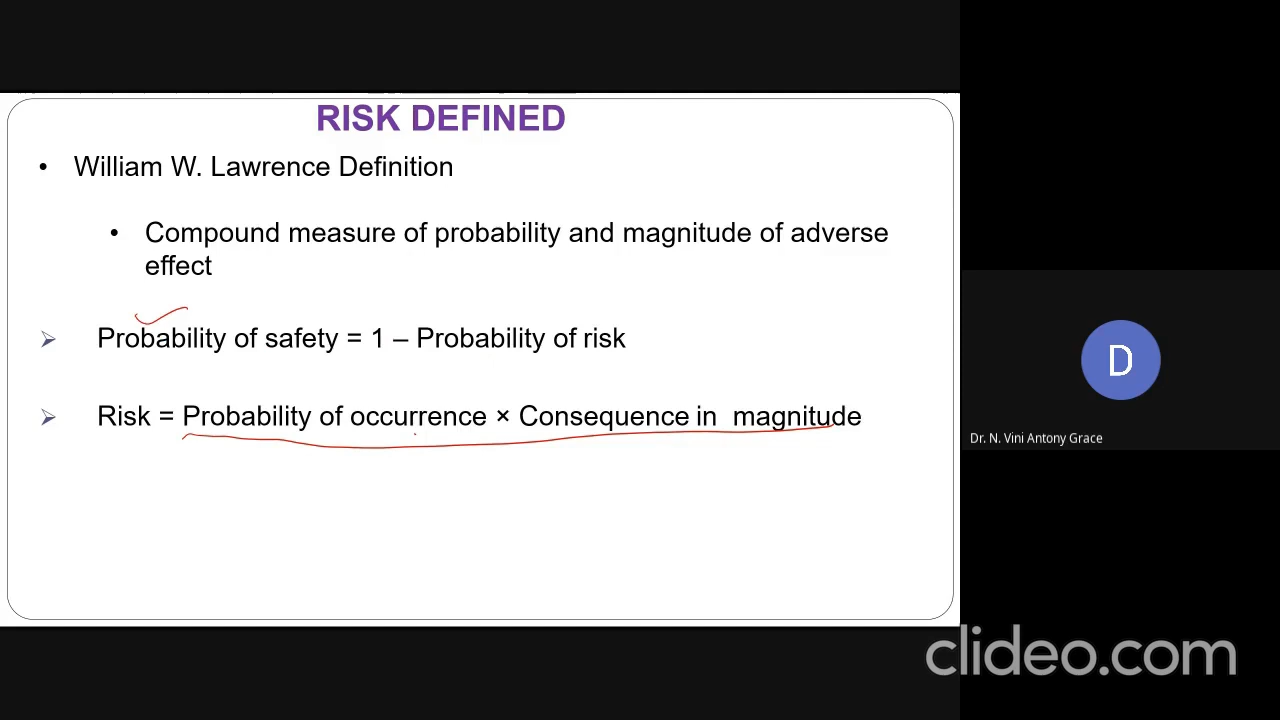 RISK DEFINED
• William W. Lawrence Definition
• Compound measure of probability and magnitude of adverse
effect
➢ Probability of safety = 1 – Probability of risk
➢ Risk = Probability of occurrence × Consequence in magnitude
D
Dr. N. Vini Antony Grace
clideo.com